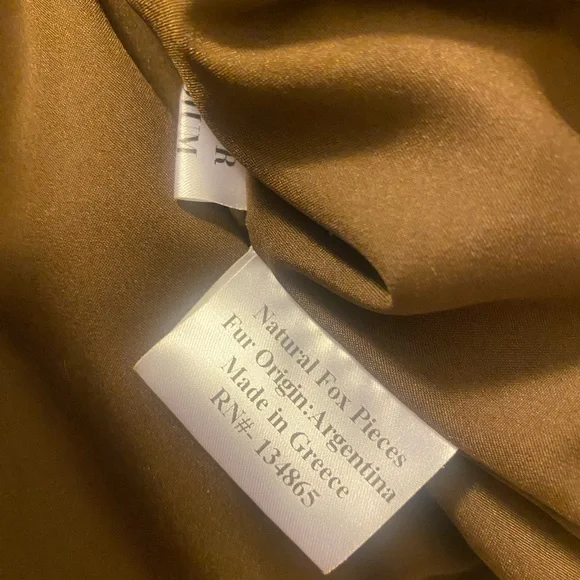 Natural Fox Pieces
Fur Origin:Argentina
Made in Greece
RN#- 134865